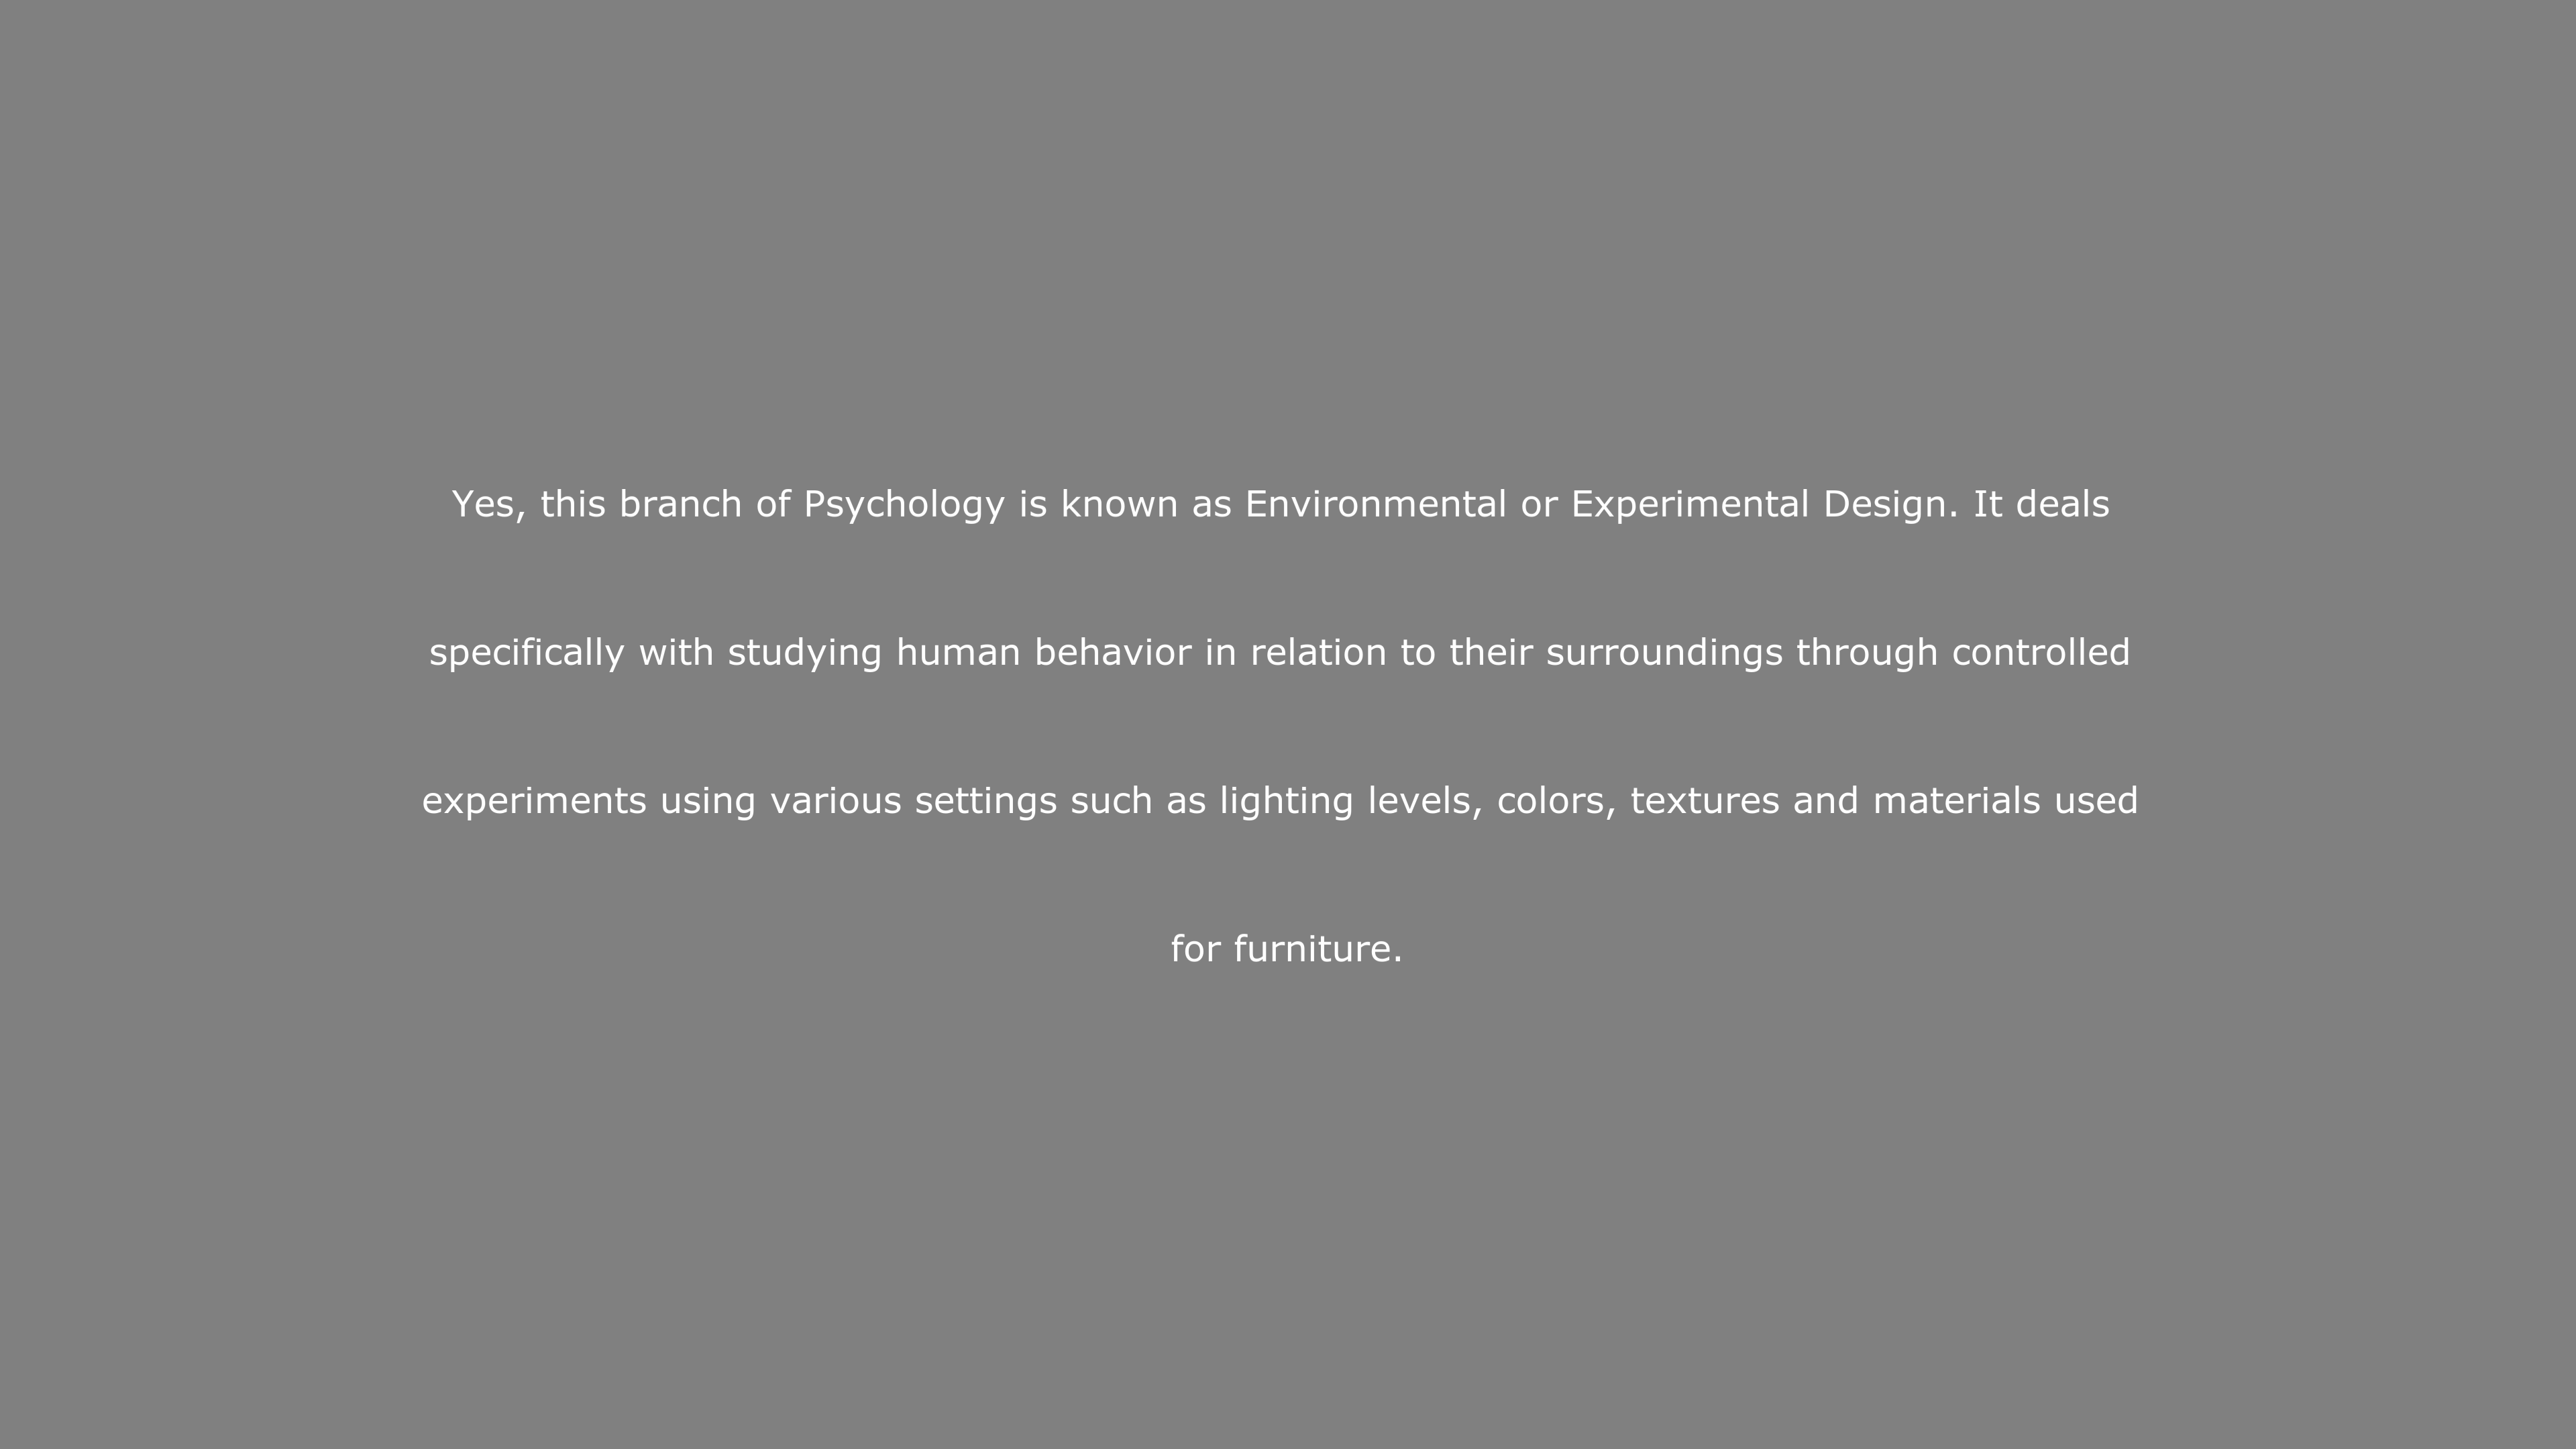 Yes, this branch of Psychology is known as Environmental or Experimental Design. It deals
specifically with studying human behavior in relation to their surroundings through controlled
experiments using various settings such as lighting levels, colors, textures and materials used
for furniture.